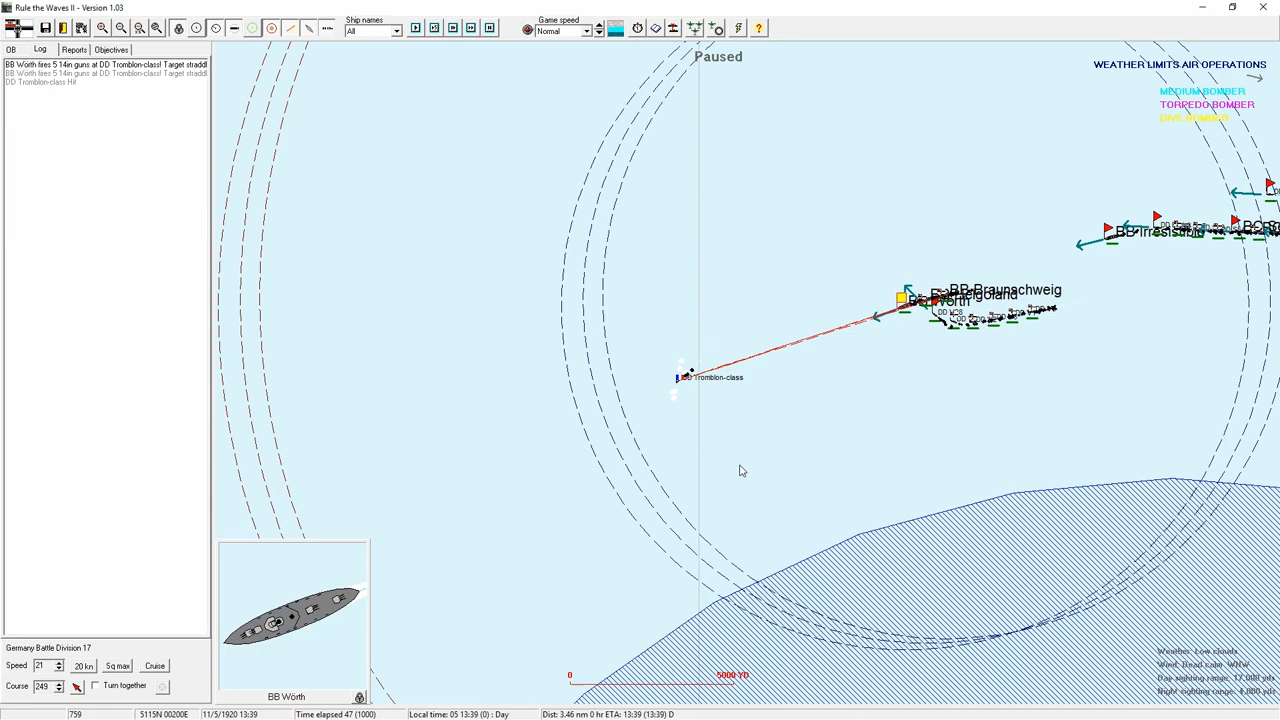 Rule the Waves II - Version 1.03
Ship names
All
Game speed
Normal
OB
Log
Reports
Objectives
BB Wörth fires 5 14in guns at DD Tromblon-class! Target straddl
BB Wörth fires 5 14in guns at DD Tromblon-class! Target straddl
DD Tromblon-class Hit
Paused
WEATHER LIMITS AIR OPERATIONS
MEDIUM BOMBER
TORPEDO BOMBER
DIVE BOMBER
BB Irresistible
BB Braunschweig
Helgoland
DD Tromblon-class
Germany Battle Division 17
Speed
21
20 kn
Sq max
Cruise
Course
249
Turn together
BB Wörth
0
5000 YD
Weather: Low clouds
Wind: Dead calm WNW
Day sighting range: 17,000 yds
Night sighting range: 4,000 yds
759
5115N 00200E
11/5/1920 13:39
Time elapsed 47 (1000)
Local time: 05 13:39 (0) : Day
Dist: 3.46 nm 0 hr ETA: 13:39 (13:39) D